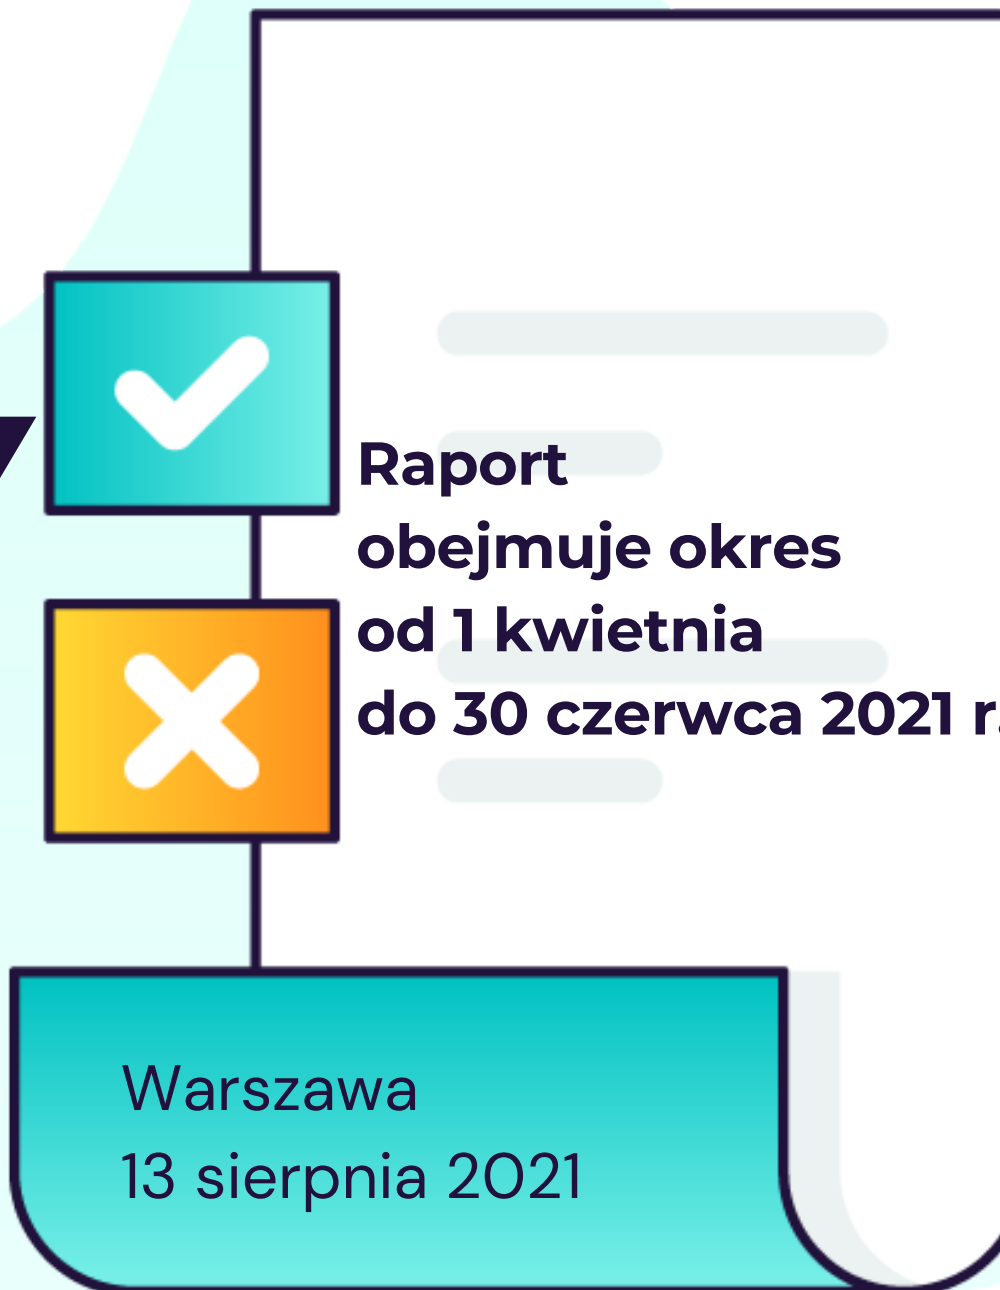 Raport
obejmuje okres
od 1 kwietnia
do 30 czerwca 2021 r.
Warszawa
13 sierpnia 2021